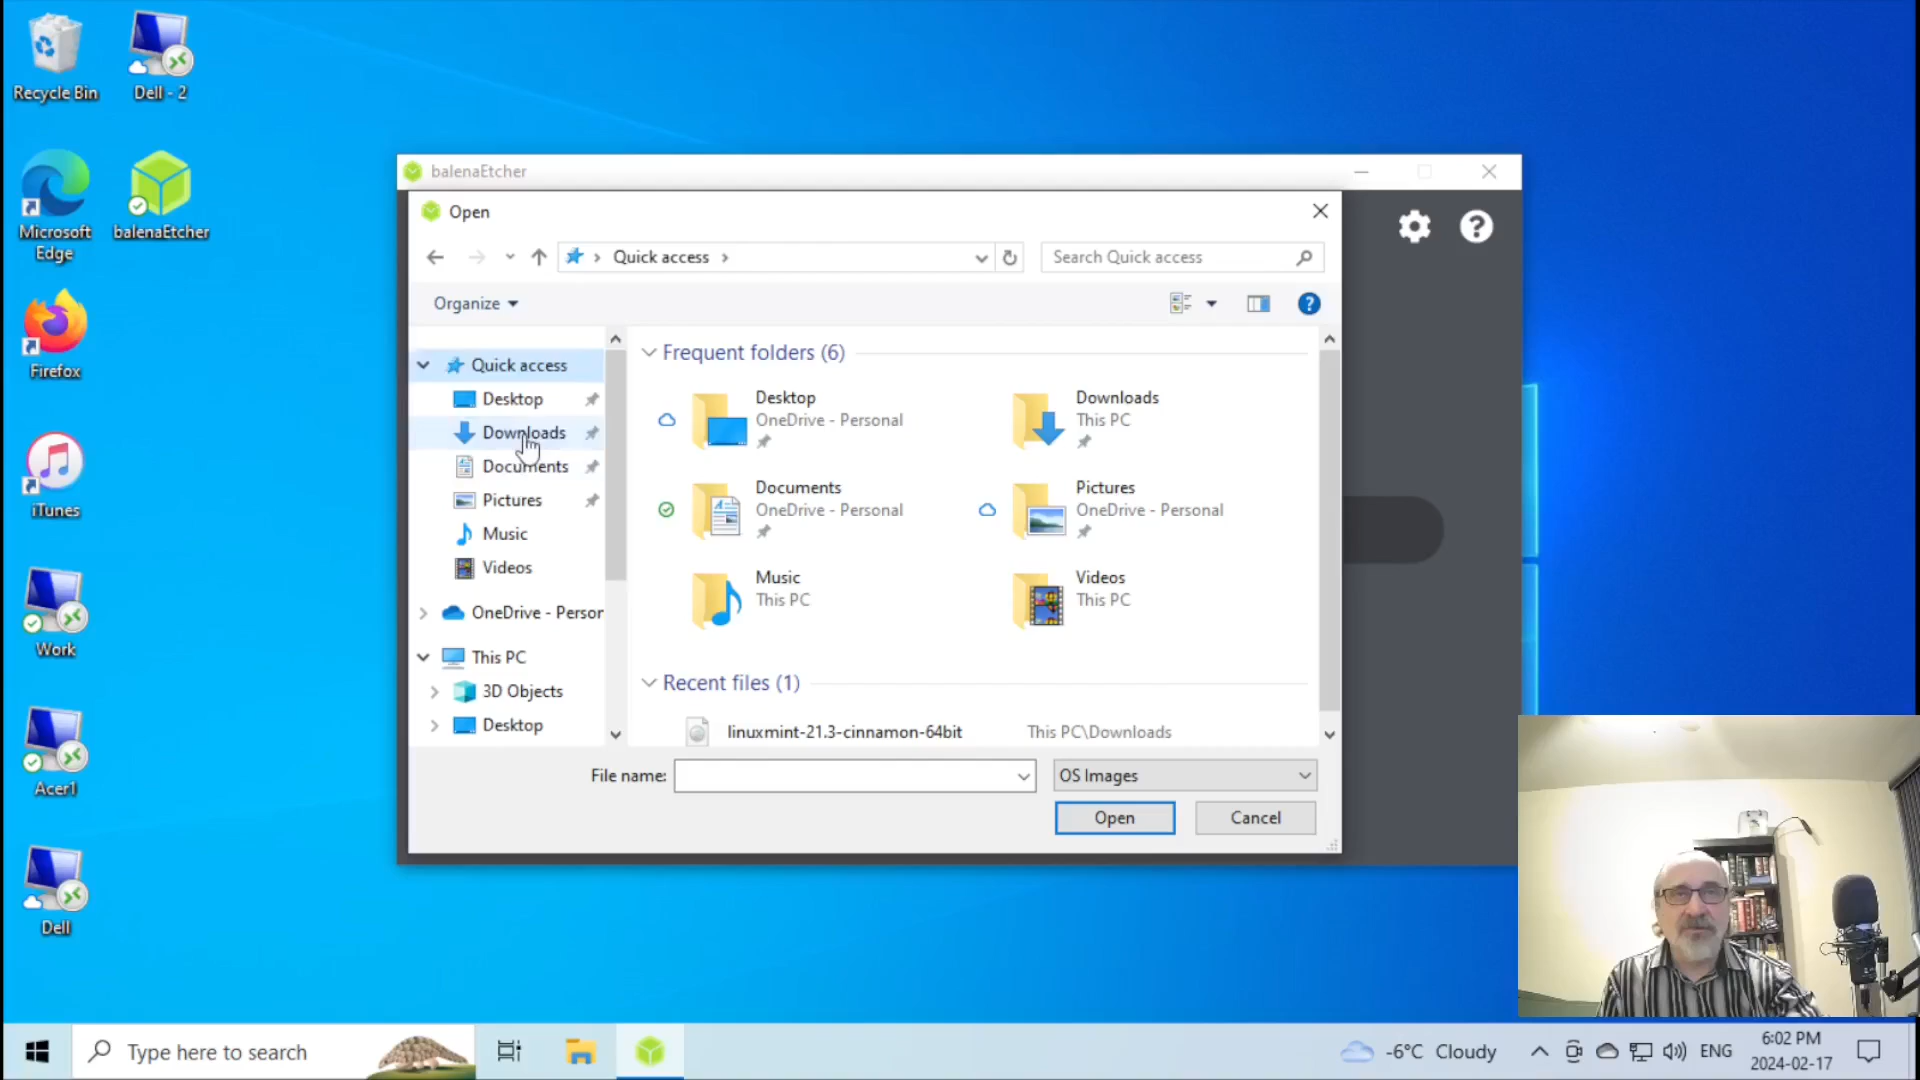 Recycle Bin
Dell - 2
Microsoft
Edge
balenaEtcher
Firefox
iTunes
Work
Acer1
Dell
balenaEtcher
Open
Quick access
Search Quick access
Organize
Quick access
Desktop
Downloads
Documents
Pictures
Music
Videos
OneDrive - Person
This PC
3D Objects
Desktop
Frequent folders (6)
Desktop
OneDrive - Personal
Downloads
This PC
Documents
OneDrive - Personal
Pictures
OneDrive - Personal
Music
This PC
Videos
This PC
Recent files (1)
linuxmint-21.3-cinnamon-64bit
This PC\Downloads
File name:
OS Images
Open
Cancel
Type here to search
-6°C Cloudy
ENG
6:02 PM
2024-02-17